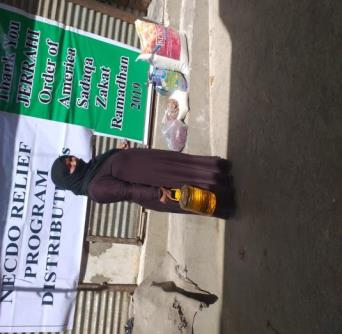 Thank You
JERRAHI
Order of
America
Sadaqa
Zakat
Ramadhan
2019
NECDO RELIEF
PROGRAM
DISTRIBUT